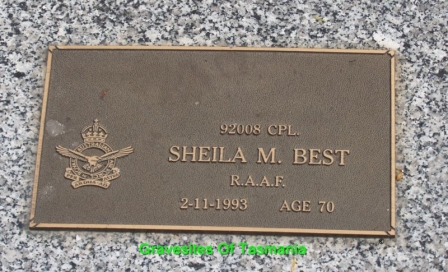 92008 CPL.
SHEILA M. BEST
R.A.A.F.
2-11-1993 AGE 70
Gravesites Of Tasmania